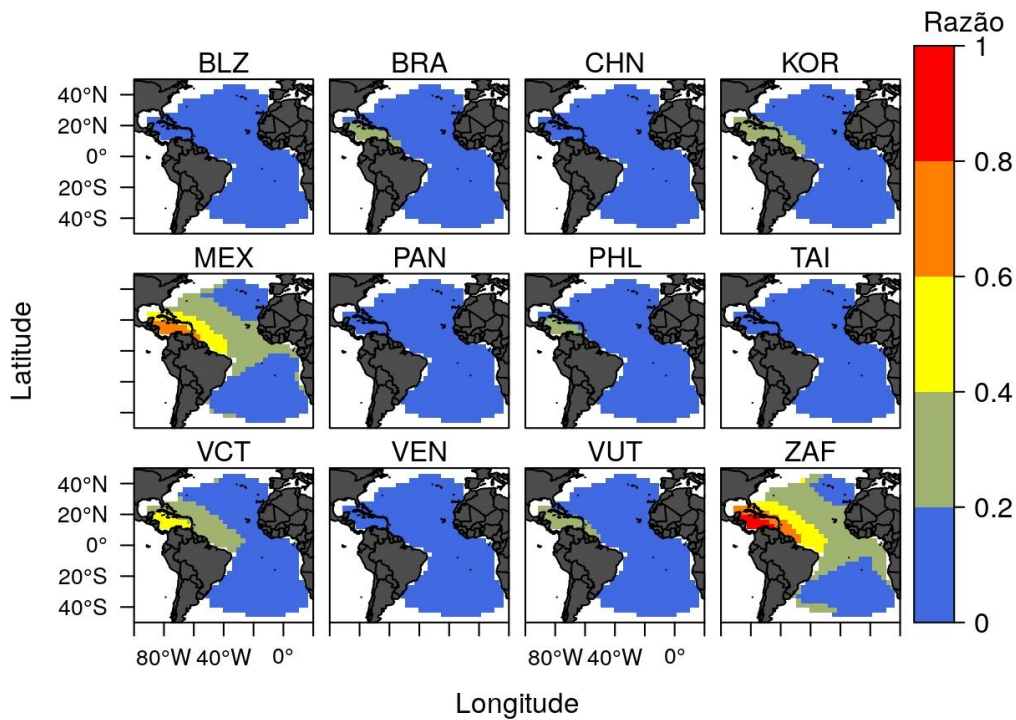 Razão
BLZ BRA CHN KOR
1
40°N
20°N
0°
20°S
40°S
0.8
MEX PAN PHL TAI
0.6
Latitude
0.4
VCT VEN VUT ZAF
40°N
20°N
0°
20°S
40°S
0.2
0
80°W 40°W 0° 80°W 40°W 0°
Longitude